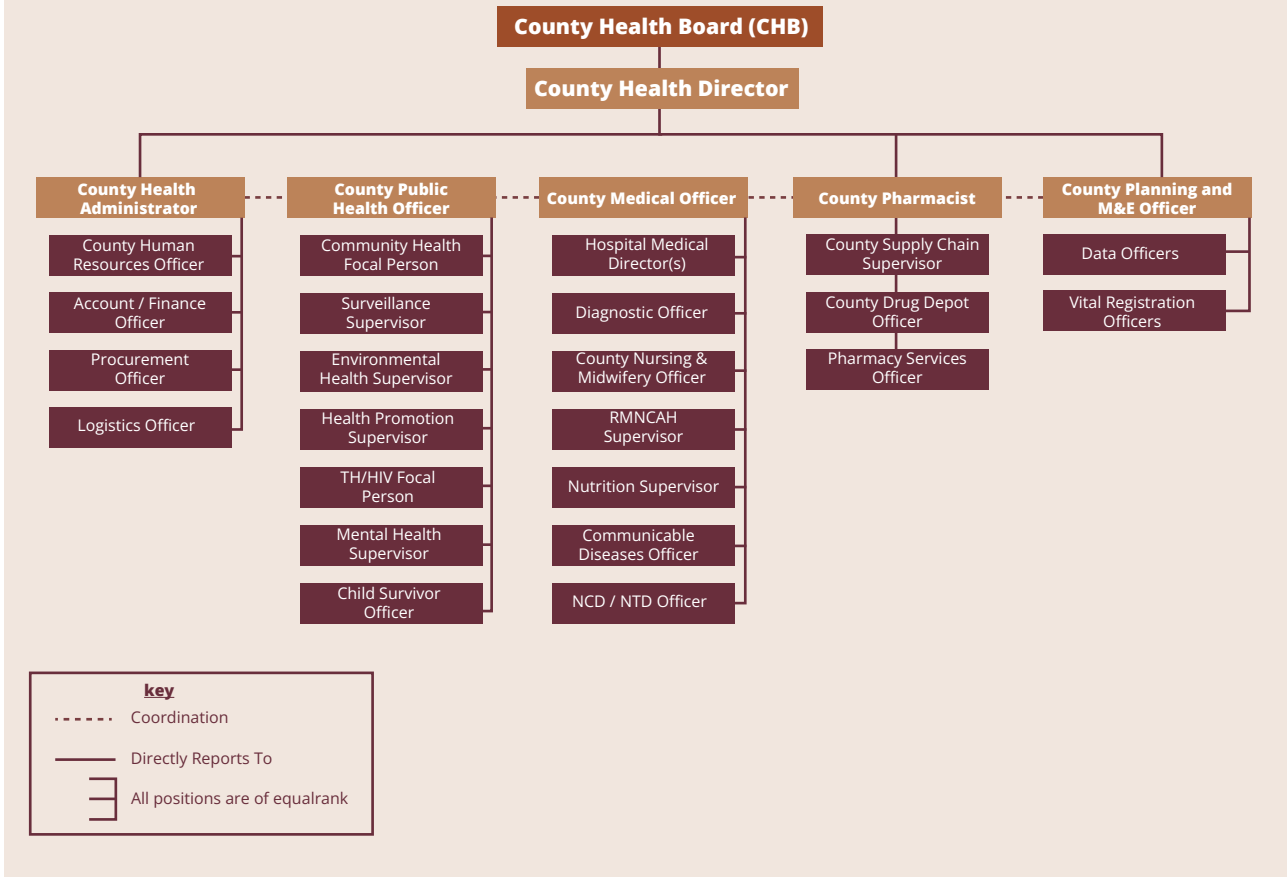 County Health Board (CHB)
County Health Director
County Health
Administrator
County Human
Resources Officer
Account / Finance
Officer
Procurement
Officer
Logistics Officer
County Public
Health Officer
Community Health
Focal Person
Surveillance
Supervisor
Environmental
Health Supervisor
Health Promotion
Supervisor
TH/HIV Focal
Person
Mental Health
Supervisor
Child Survivor
Officer
County Medical Officer
Hospital Medical
Director(s)
Diagnostic Officer
County Nursing &
Midwifery Officer
RMNCAH
Supervisor
Nutrition Supervisor
Communicable
Diseases Officer
NCD / NTD Officer
County Pharmacist
County Supply Chain
Supervisor
County Drug Depot
Officer
Pharmacy Services
Officer
County Planning and
M&E Officer
Data Officers
Vital Registration
Officers
key
Coordination
Directly Reports To
All positions are of equalrank